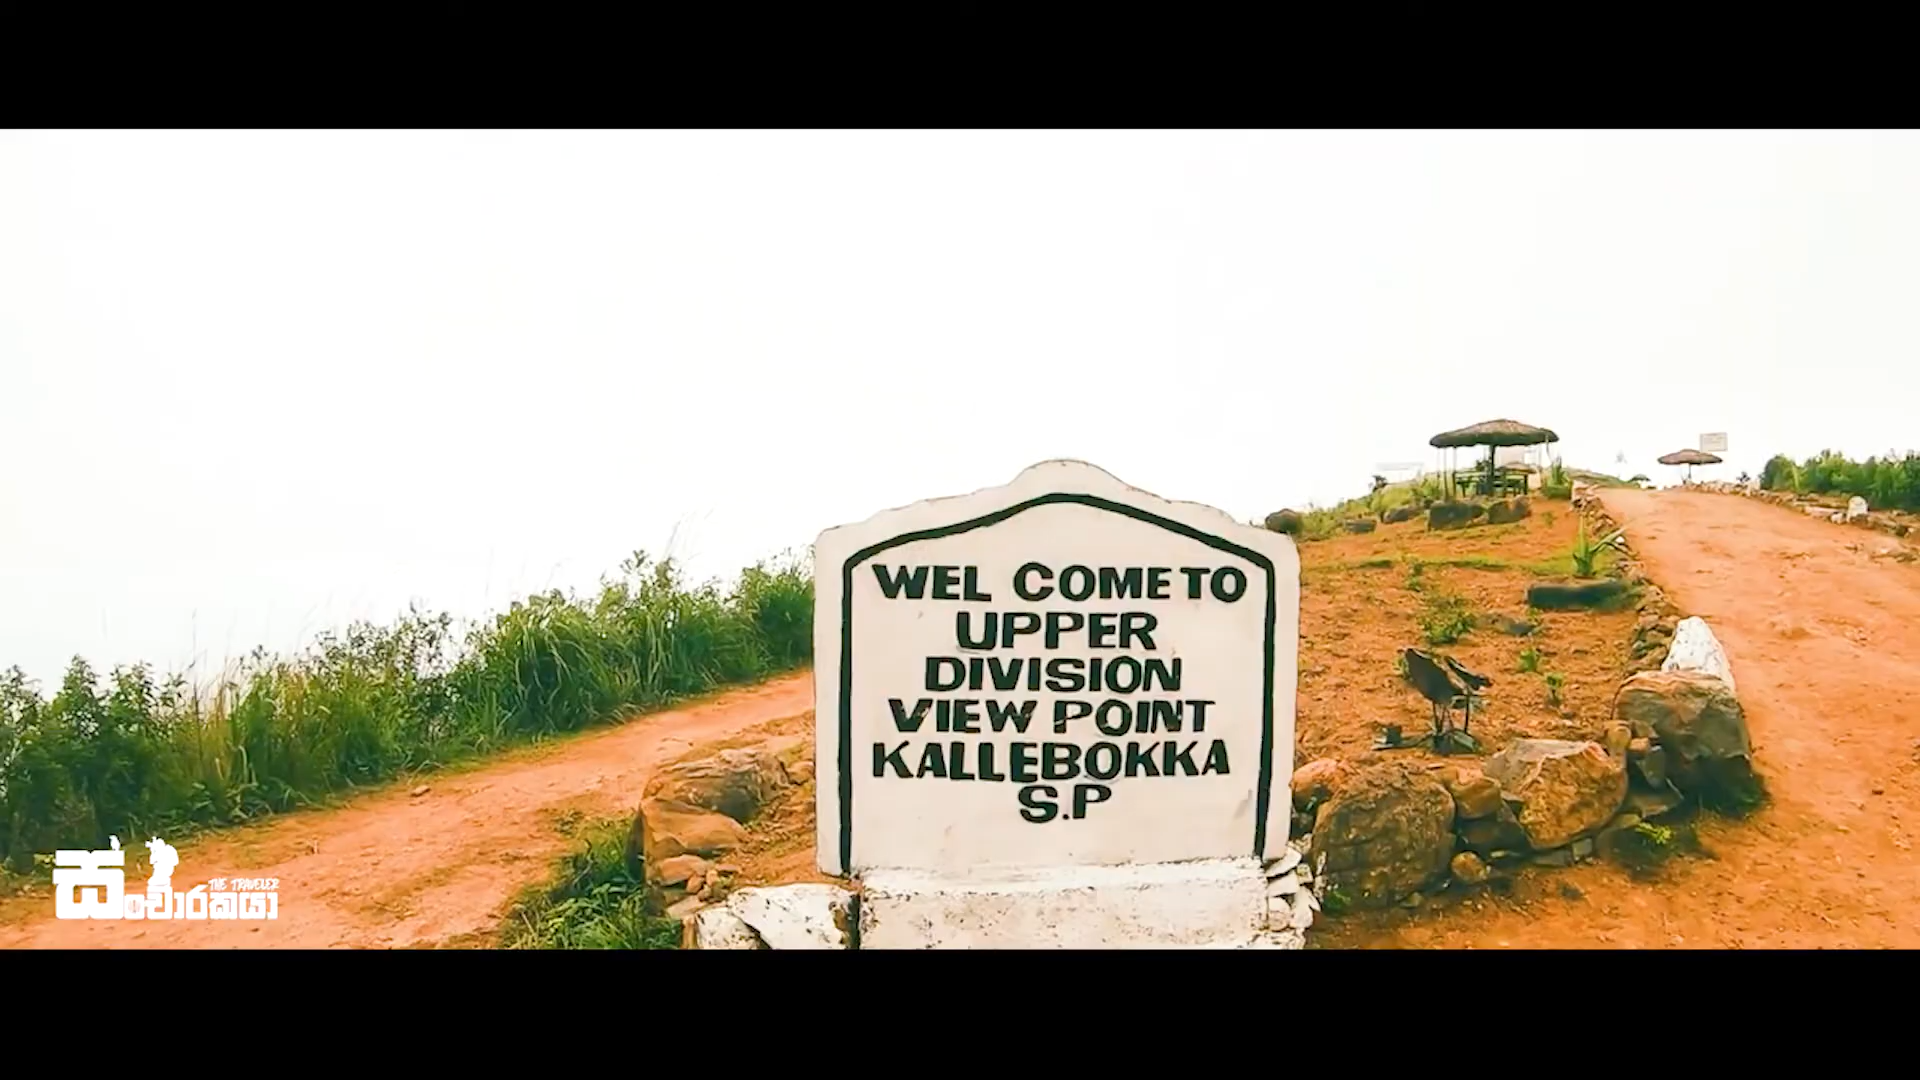 WEL COME TO
UPPER
DIVISION
VIEW POINT
KALLEBOKKA
S.P
THE TRAVELER
සංචාරකයා